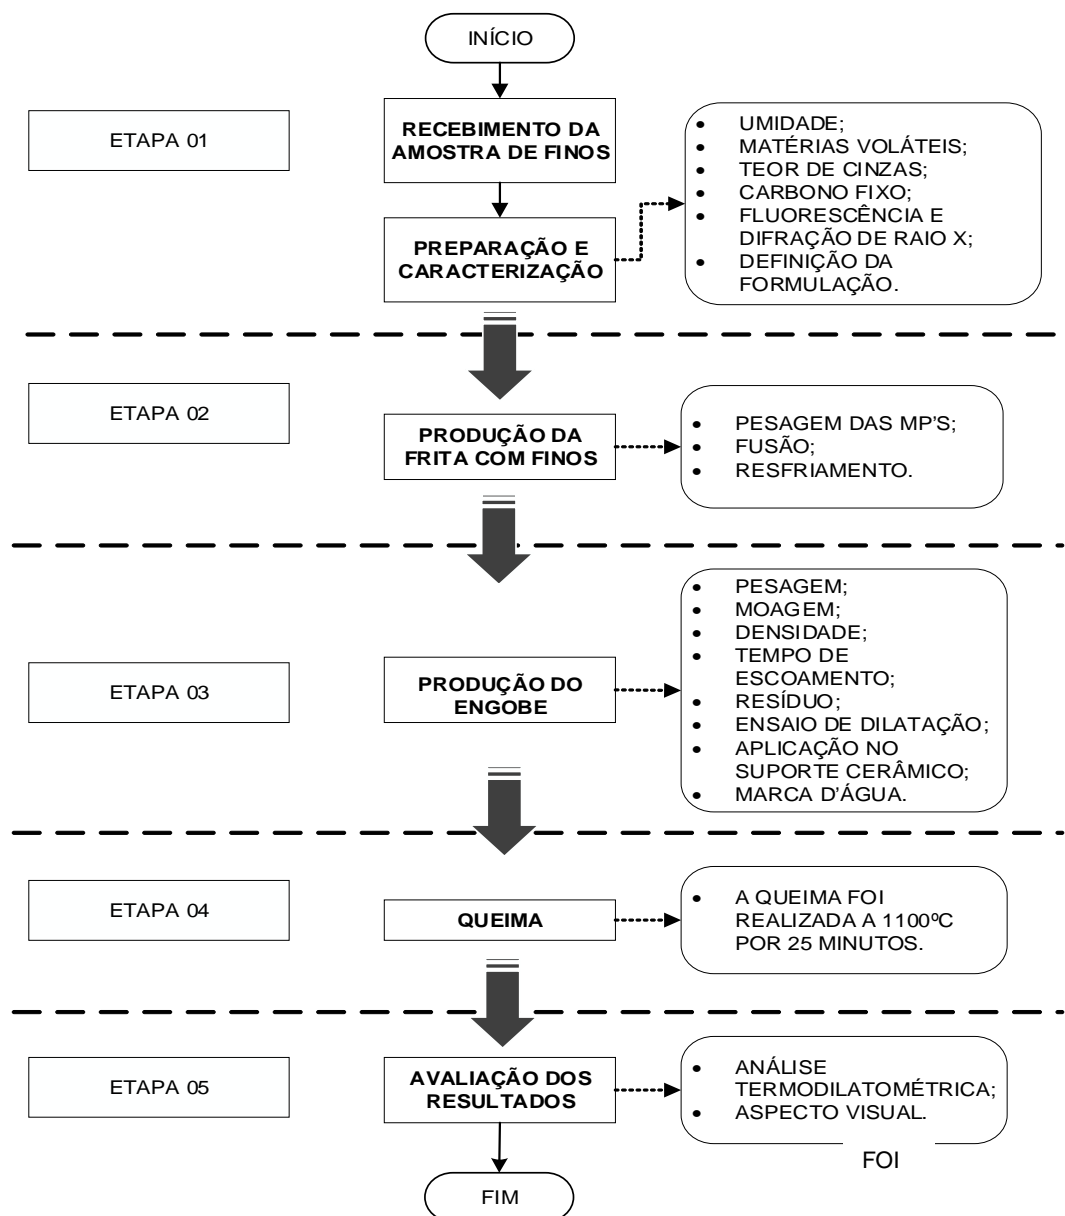 INÍCIO
ETAPA 01
RECEBIMENTO DA
AMOSTRA DE FINOS
PREPARAÇÃO E
CARACTERIZAÇÃO
• UMIDADE;
• MATÉRIAS VOLÁTEIS;
• TEOR DE CINZAS;
• CARBONO FIXO;
• FLUORESCÊNCIA E
DIFRAÇÃO DE RAIO X;
• DEFINIÇÃO DA
FORMULAÇÃO.
ETAPA 02
PRODUÇÃO DA
FRITA COM FINOS
• PESAGEM DAS MP'S;
• FUSÃO;
• RESFRIAMENTO.
ETAPA 03
PRODUÇÃO DO
ENGOBE
• PESAGEM;
• MOAGEM;
• DENSIDADE;
• TEMPO DE
ESCOAMENTO;
• RESÍDUO;
• ENSAIO DE DILATAÇÃO;
• APLICAÇÃO NO
SUPORTE CERÂMICO;
• MARCA D'ÁGUA.
ETAPA 04
QUEIMA
• A QUEIMA FOI
REALIZADA A 1100ºC
POR 25 MINUTOS.
ETAPA 05
AVALIAÇÃO DOS
RESULTADOS
• ANÁLISE
TERMODILATOMÉTRICA;
• ASPECTO VISUAL.
FOI
FIM